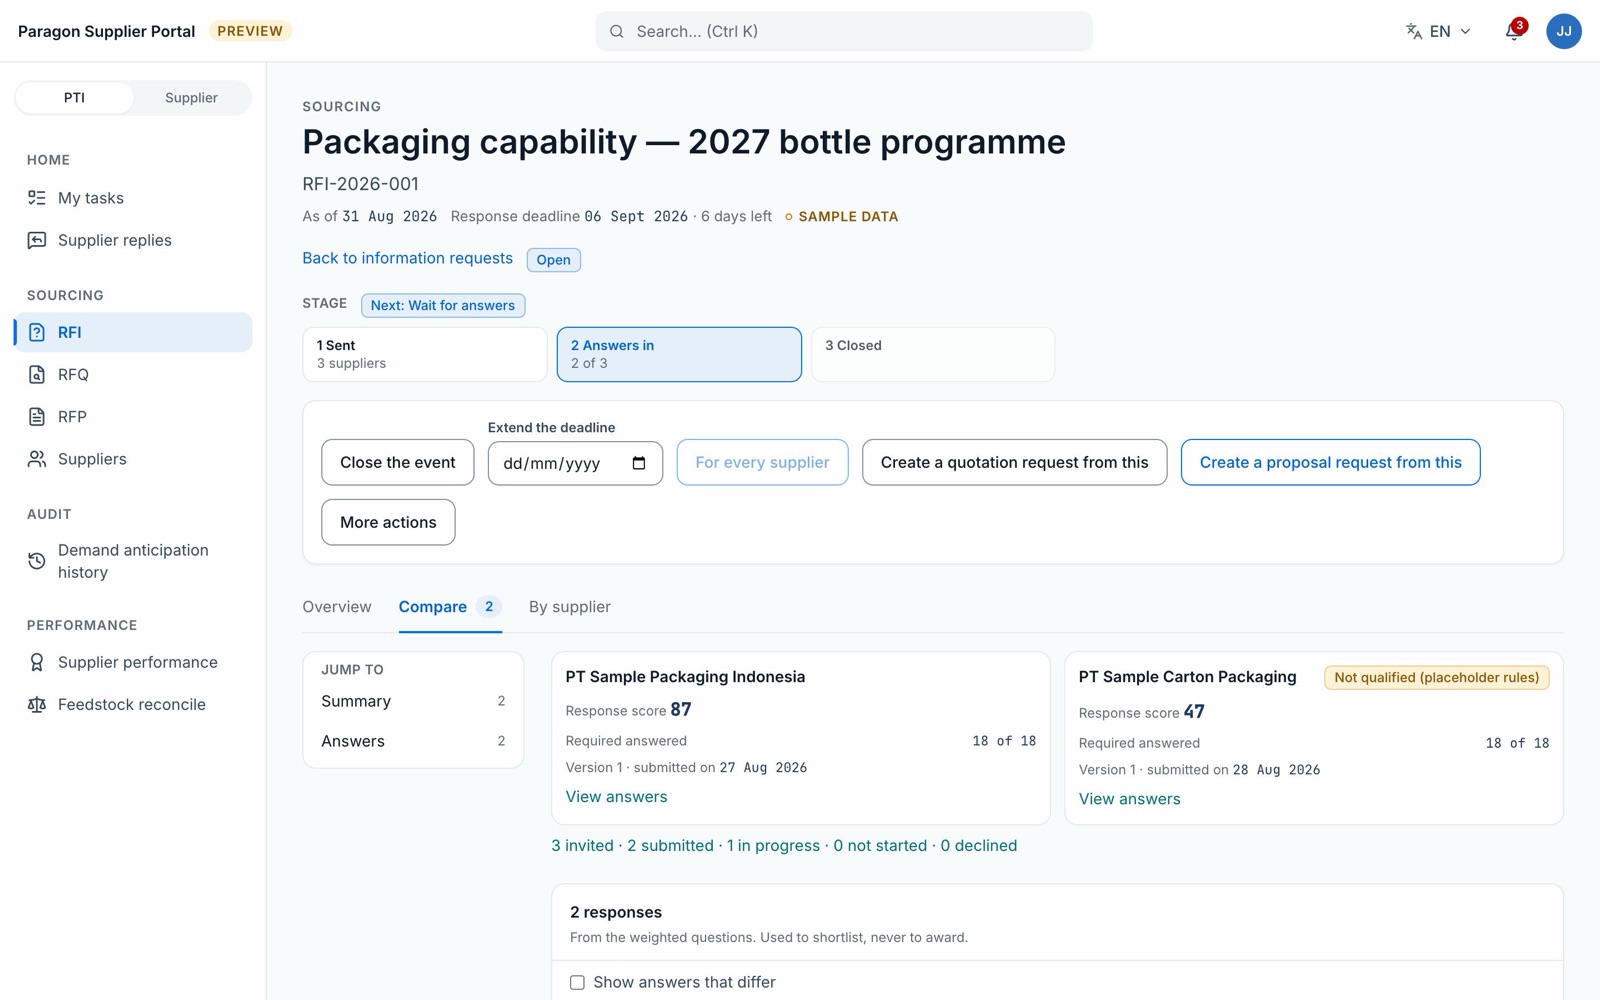 Paragon Supplier Portal PREVIEW
Search... (Ctrl K)
EN
3
JJ
PTI Supplier
HOME
My tasks
Supplier replies
SOURCING
RFI
RFQ
RFP
Suppliers
AUDIT
Demand anticipation
history
PERFORMANCE
Supplier performance
Feedstock reconcile
SOURCING
Packaging capability — 2027 bottle programme
RFI-2026-001
As of 31 Aug 2026 Response deadline 06 Sept 2026 · 6 days left SAMPLE DATA
Back to information requests Open
STAGE Next: Wait for answers
1 Sent
3 suppliers
2 Answers in
2 of 3
3 Closed
Extend the deadline
Close the event dd/mm/yyyy For every supplier Create a quotation request from this Create a proposal request from this
More actions
Overview Compare 2 By supplier
JUMP TO
Summary 2
Answers 2
PT Sample Packaging Indonesia
Response score 87
Required answered 18 of 18
Version 1 · submitted on 27 Aug 2026
View answers
PT Sample Carton Packaging Not qualified (placeholder rules)
Response score 47
Required answered 18 of 18
Version 1 · submitted on 28 Aug 2026
View answers
3 invited · 2 submitted · 1 in progress · 0 not started · 0 declined
2 responses
From the weighted questions. Used to shortlist, never to award.
Show answers that differ